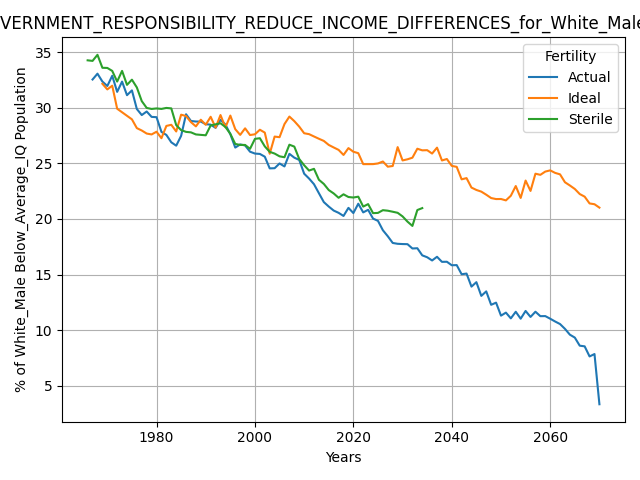 VERNMENT_RESPONSIBILITY_REDUCE_INCOME_DIFFERENCES_for_White_Male
% of White_Male Below_Average_IQ Population
35
30
25
20
15
10
5
Fertility
Actual
Ideal
Sterile
1980 2000 2020 2040 2060
Years